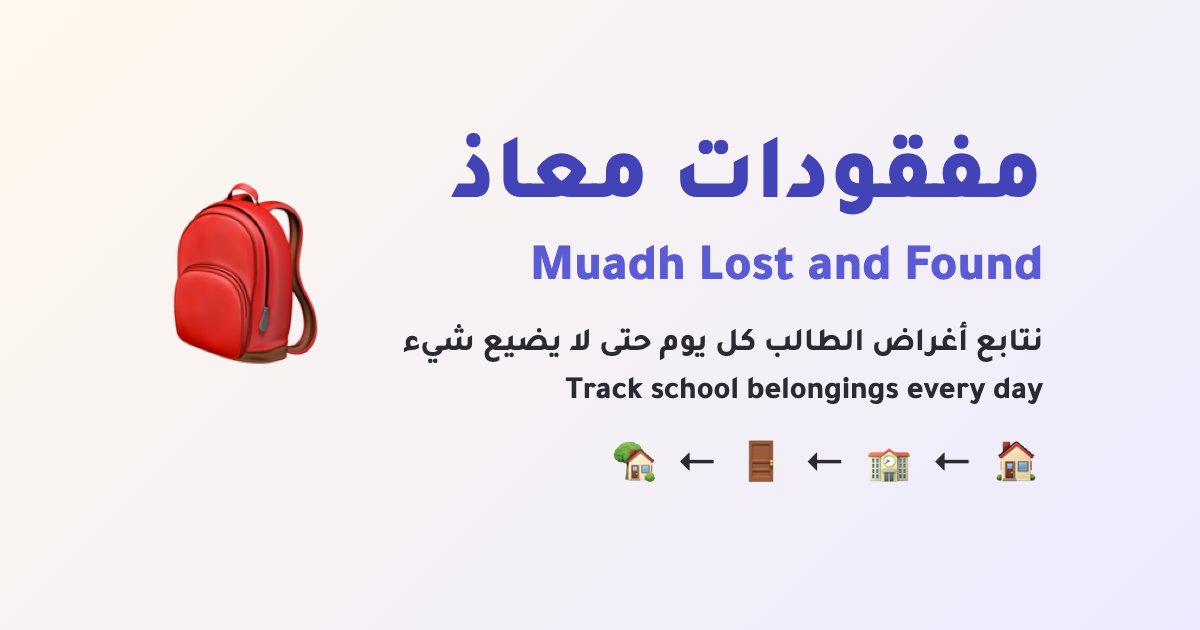 مفقودات معاذ
Muadh Lost and Found
نتابع أغراض الطالب كل يوم حتى لا يضيع شيء
Track school belongings every day